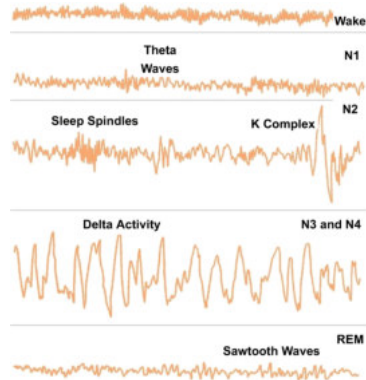 Wake
Theta
Waves
N1
N2
Sleep Spindles
K Complex
Delta Activity
N3 and N4
REM
Sawtooth Waves